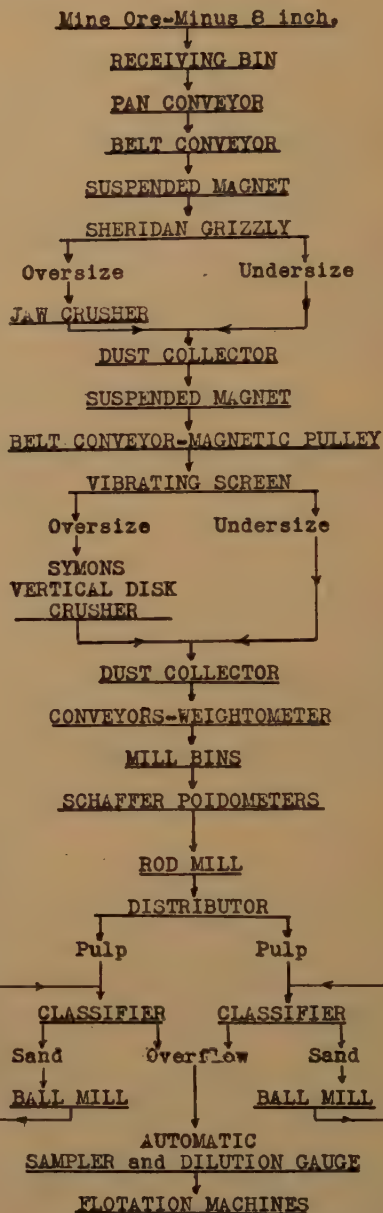 Mine Ore-Minus 8 inch.
RECEIVING BIN
PAN CONVEYOR
BELT CONVEYOR
SUSPENDED MAGNET
SHERIDAN GRIZZLY
Oversize Undersize
JAW CRUSHER
DUST COLLECTOR
SUSPENDED MAGNET
BELT CONVEYOR-MAGNETIC PULLEY
VIBRATING SCREEN
Oversize Undersize
SYMONS
VERTICAL DISK
CRUSHER
DUST COLLECTOR
CONVEYORS-WEIGHTOMETER
MILL BINS
SCHAFFER POIDOMETERS
ROD MILL
DISTRIBUTOR
Pulp Pulp
CLASSIFIER CLASSIFIER
Sand Overflow Sand
BALL MILL BALL MILL
AUTOMATIC
SAMPLER and DILUTION GAUGE
FLOTATION MACHINES